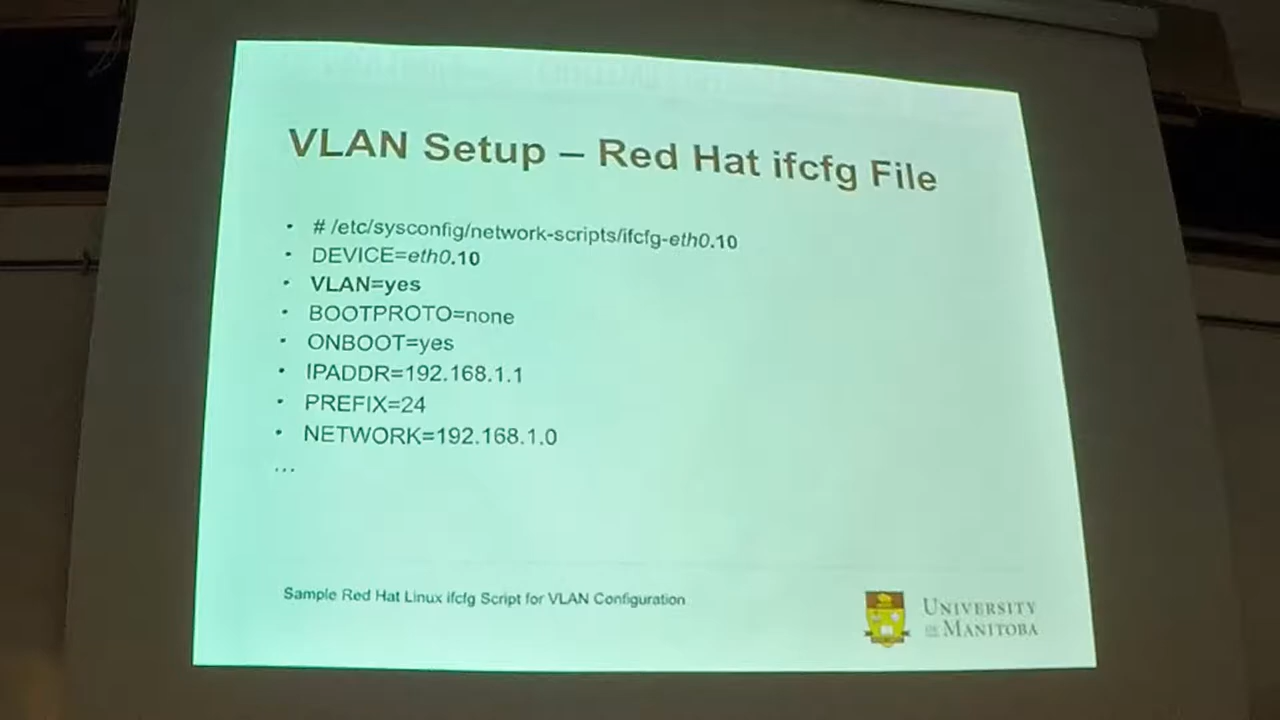 VLAN Setup – Red Hat ifcfg File
• # /etc/sysconfig/network-scripts/ifcfg-eth0.10
• DEVICE=eth0.10
• VLAN=yes
• BOOTPROTO=none
• ONBOOT=yes
• IPADDR=192.168.1.1
• PREFIX=24
• NETWORK=192.168.1.0
...
Sample Red Hat Linux ifcfg Script for VLAN Configuration
UNIVERSITY
OF MANITOBA